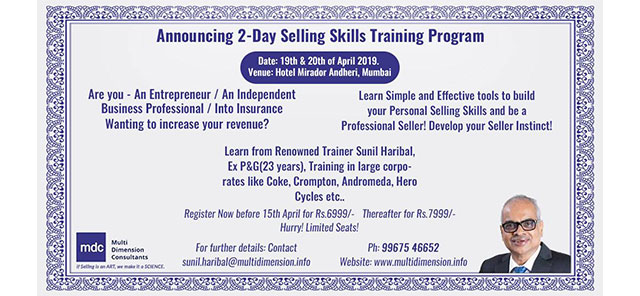 Announcing 2-Day Selling Skills Training Program
Date: 19th & 20th of April 2019.
Venue: Hotel Mirador Andheri, Mumbai
Are you - An Entrepreneur / An Independent
Business Professional / Into Insurance
Wanting to increase your revenue?
Learn Simple and Effective tools to build
your Personal Selling Skills and be a
Professional Seller! Develop your Seller Instinct!
Learn from Renowned Trainer Sunil Haribal,
Ex P&G(23 years), Training in large corpo-
rates like Coke, Crompton, Andromeda, Hero
Cycles etc..
Register Now before 15th April for Rs.6999/- Thereafter for Rs.7999/-
Hurry! Limited Seats!
mdc
Multi
Dimension
Consultants
If Selling is an ART, we make it a SCIENCE.
For further details: Contact Ph: 99675 46652
sunil.haribal@multidimension.info Website: www.multidimension.info